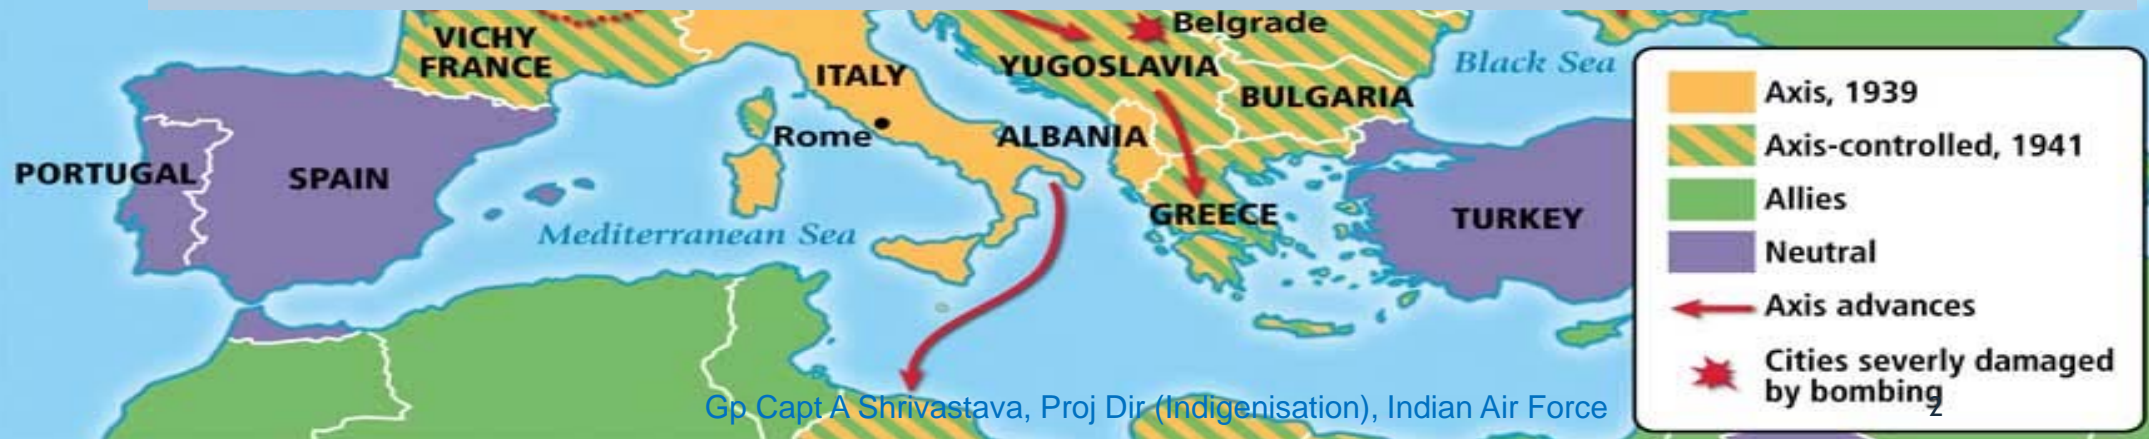 Belgrade
VICHY
FRANCE
YUGOSLAVIA
Black Sea
ITALY
BULGARIA
Rome
ALBANIA
PORTUGAL
SPAIN
GREECE
TURKEY
Mediterranean Sea
Axis, 1939
Axis-controlled, 1941
Allies
Neutral
Axis advances
Cities severly damaged
by bombing
Gp Capt A Shrivastava, Proj Dir (Indigenisation), Indian Air Force
2